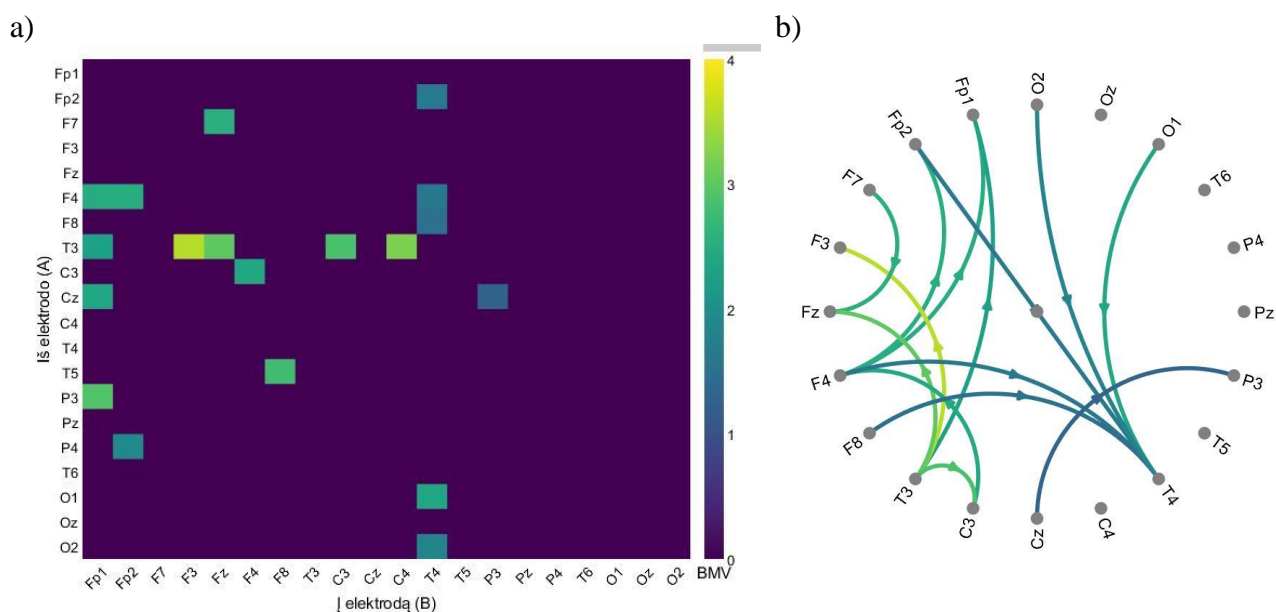 a)
b)
Fp1
Fp2
F7
F3
Fz
F4
F8
T3
C3
Cz
C4
T4
T5
P3
Pz
P4
T6
O1
Oz
O2
Iš elektrodo (A)
Fp1 Fp2 F7 F3 Fz F4 F8 T3 C3 Cz C4 T4 T5 P3 Pz P4 T6 O1 Oz O2
Į elektrodą (B)
4
3
2
1
0
BMV
Fp1
O2
Oz
O1
T6
P4
Pz
P3
T5
T4
C4
Cz
C3
T3
F8
F4
Fz
F3
F7
Fp2